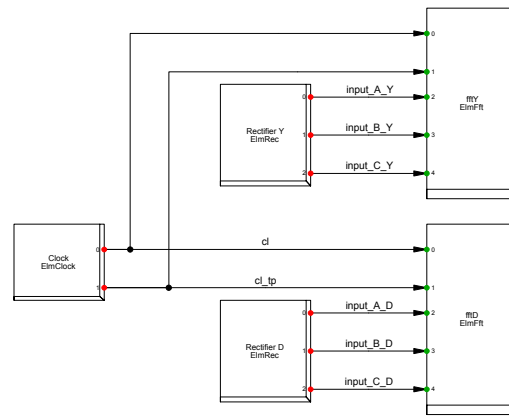 0
1
input_A_Y
0
2
Rectifier Y
ElmRec
fftY
ElmFft
input_B_Y
1
3
input_C_Y
2
4
Clock
ElmClock
0
cl
0
1
cl_tp
1
input_A_D
0
2
Rectifier D
ElmRec
fftD
ElmFft
input_B_D
1
3
input_C_D
2
4